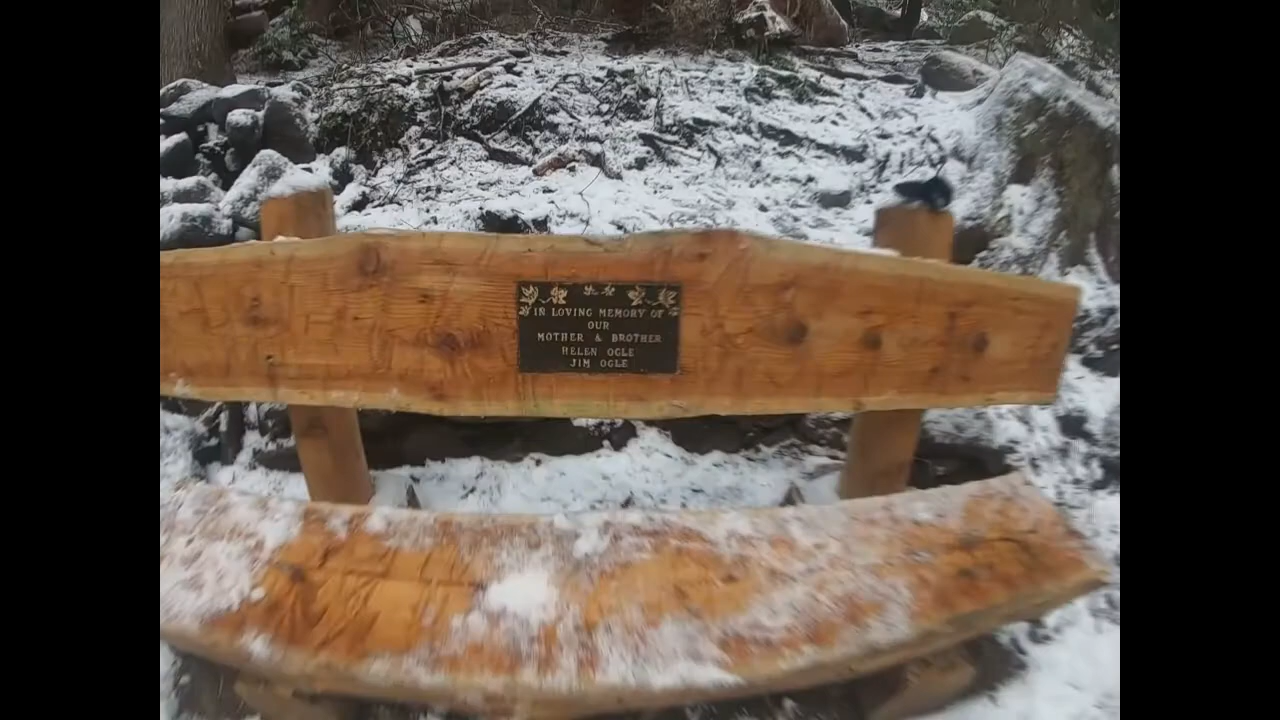 IN LOVING MEMORY OF
OUR
MOTHER & BROTHER
HELEN OGLE
JIM OGLE